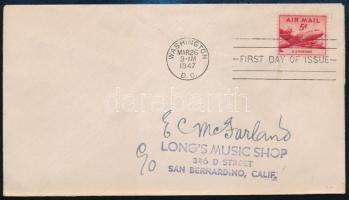 WASHINGTON
MAR 26
9-AM
1947
D.C.
AIR MAIL
5¢
FIRST DAY OF ISSUE
E C McFarland
c/o LONG'S MUSIC SHOP
386 D STREET
SAN BERNARDINO, CALIF.
darabanth